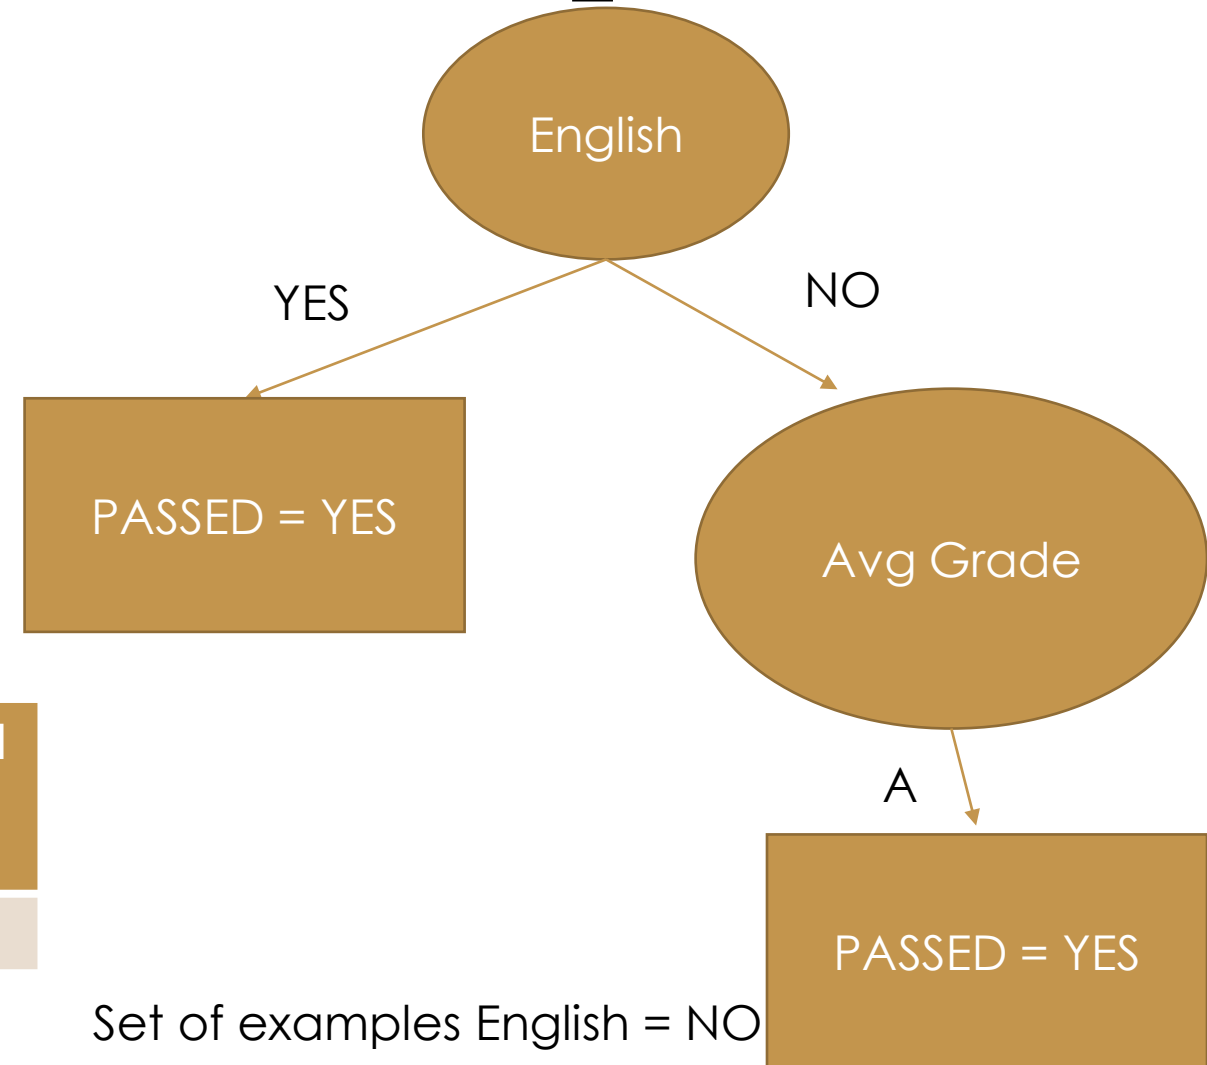 English
YES
NO
PASSED = YES
Avg Grade
A
PASSED = YES
Set of examples English = NO